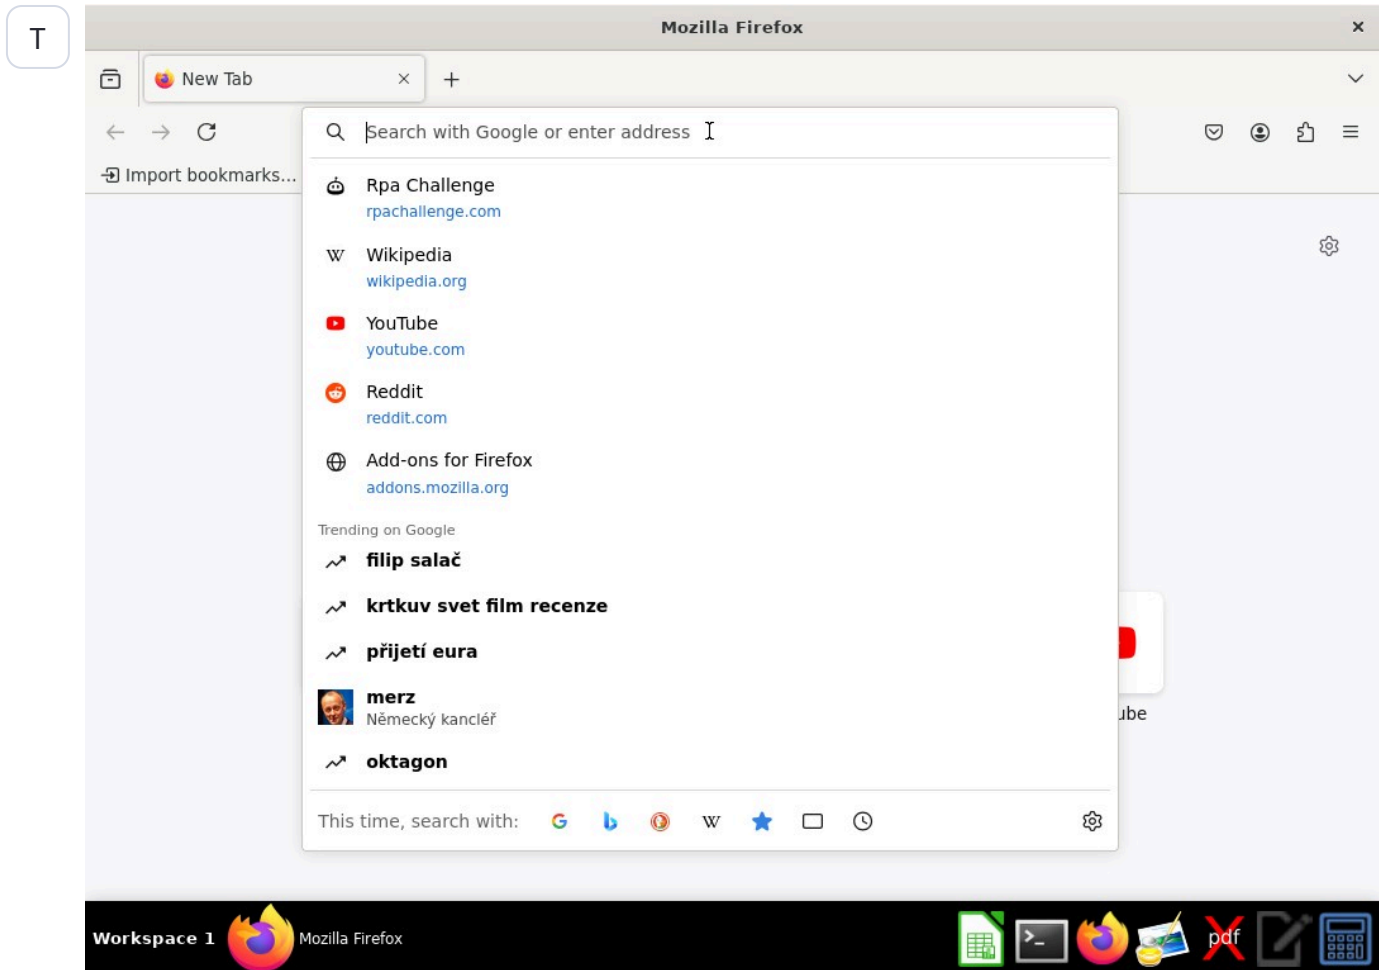 T
Mozilla Firefox
New Tab
Search with Google or enter address
Import bookmarks...
Rpa Challenge
rpachallenge.com
W Wikipedia
wikipedia.org
YouTube
youtube.com
Reddit
reddit.com
Add-ons for Firefox
addons.mozilla.org
Trending on Google
filip salač
krtkuv svet film recenze
přijetí eura
merz
Německý kancléř
ube
oktagon
This time, search with: G b W
Workspace 1 Mozilla Firefox >_ pdf